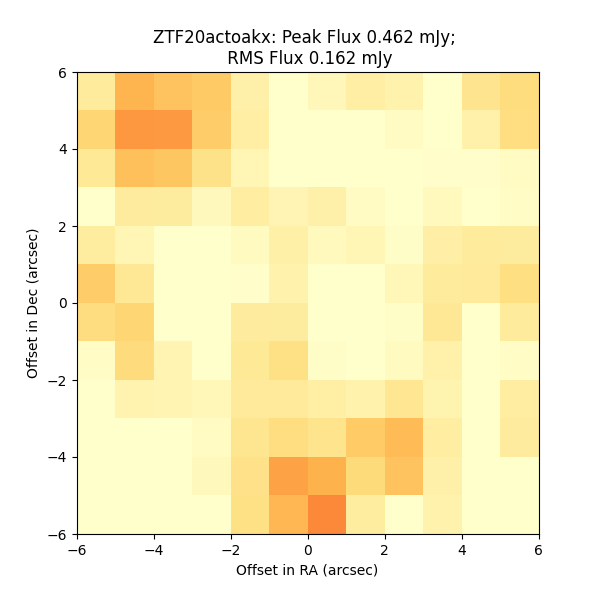 ZTF20actoakx: Peak Flux 0.462 mJy;
RMS Flux 0.162 mJy
6
4
2
0
−2
−4
−6
Offset in Dec (arcsec)
−6 −4 −2 0 2 4 6
Offset in RA (arcsec)